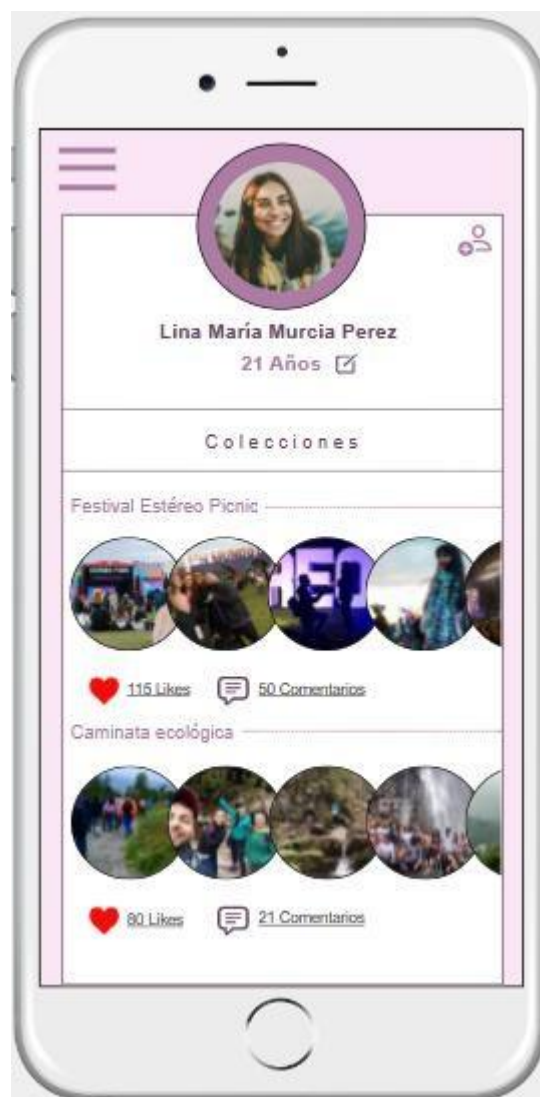 Lina María Murcia Perez
21 Años
Colecciones
Festival Estéreo Picnic
REO
115 Likes
50 Comentarios
Caminata ecológica
80 Likes
21 Comentarios